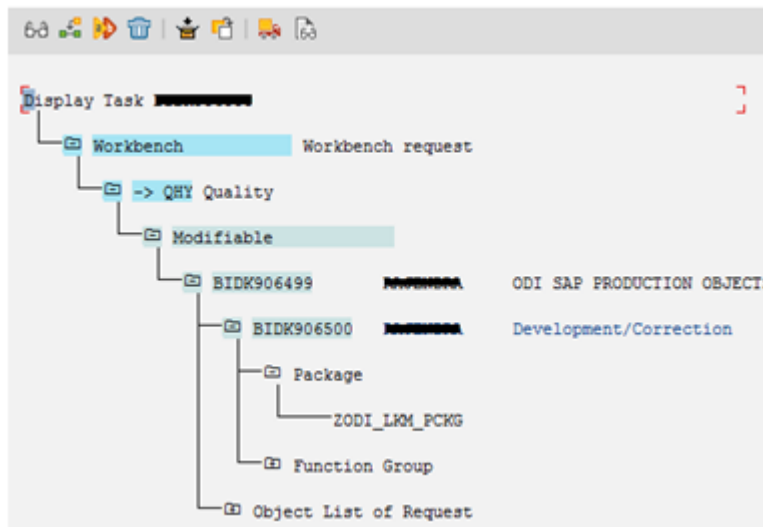 Display Task
Workbench Workbench request
-> QHY Quality
Modifiable
BIDK906499 ODI SAP PRODUCTION OBJECT
BIDK906500 Development/Correction
Package
ZODI_LKM_PCKG
Function Group
Object List of Request